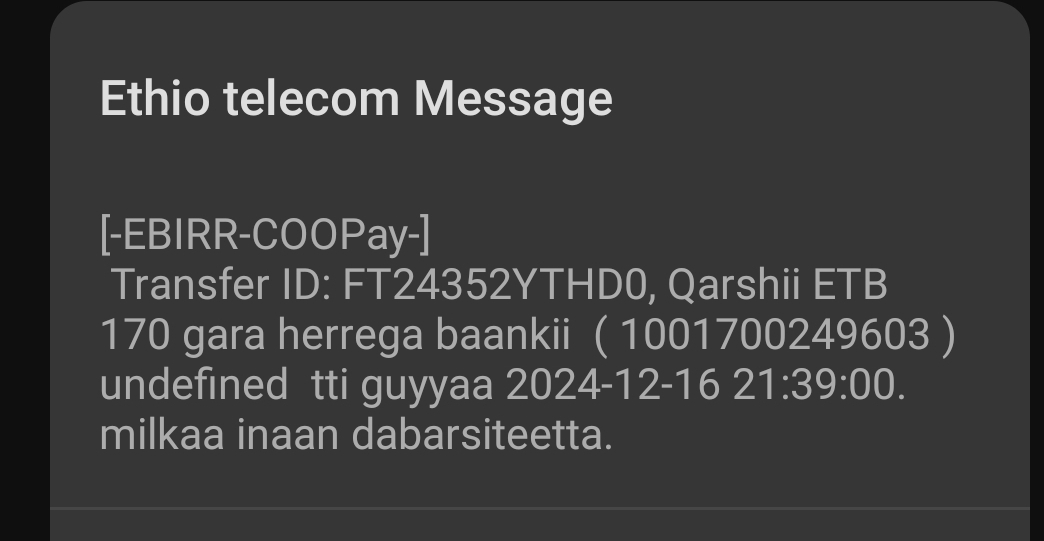 Ethio telecom Message
[-EBIRR-COOPay-]
Transfer ID: FT24352YTHD0, Qarshii ETB
170 gara herrega baankii ( 1001700249603 )
undefined tti guyyaa 2024-12-16 21:39:00.
milkaa inaan dabarsiteetta.